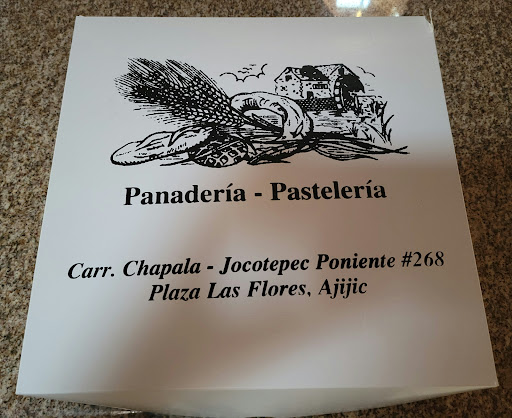 Panadería - Pastelería
Carr. Chapala - Jocotepec Poniente #268
Plaza Las Flores, Ajijic